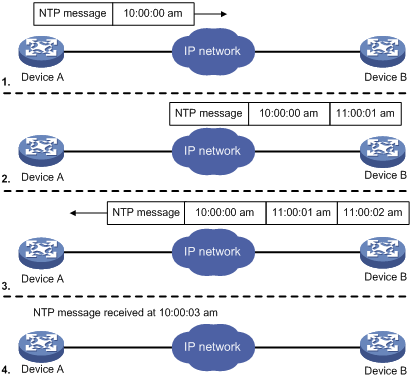 NTP message 10:00:00 am
IP network
Device A
Device B
1.
NTP message 10:00:00 am 11:00:01 am
IP network
Device A
Device B
2.
NTP message 10:00:00 am 11:00:01 am 11:00:02 am
IP network
Device A
Device B
3.
NTP message received at 10:00:03 am
IP network
Device A
Device B
4.